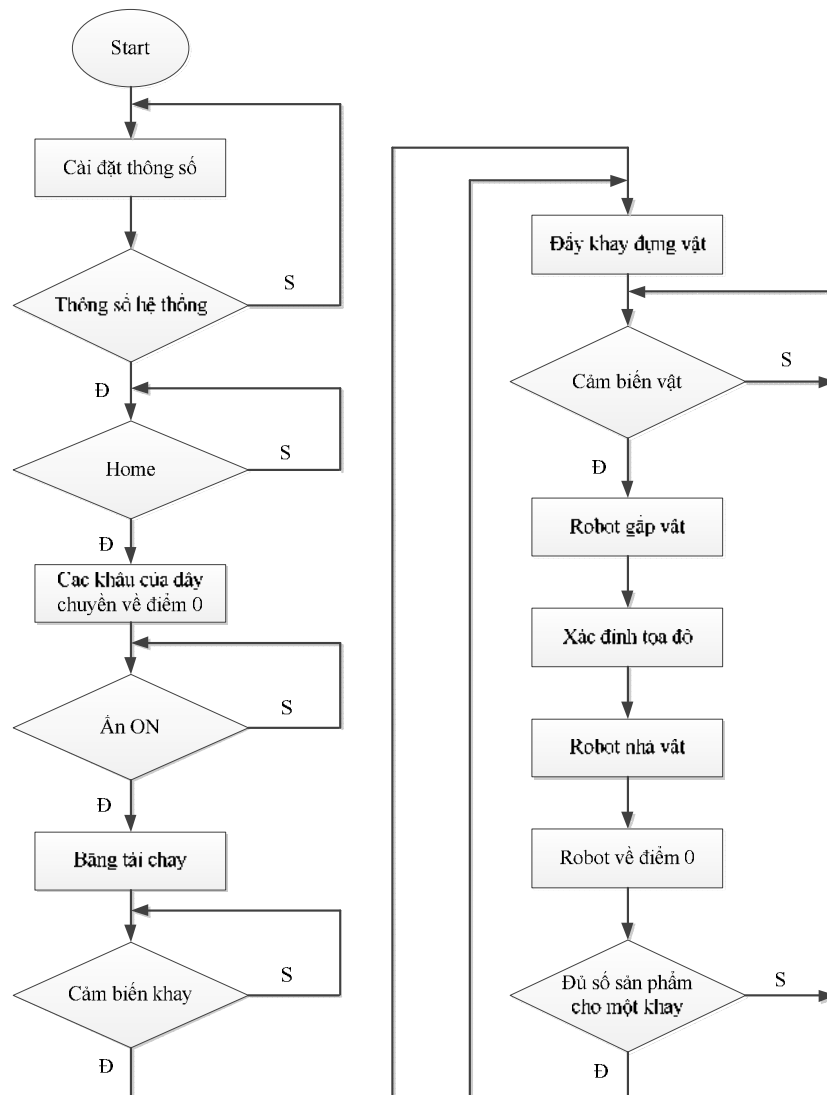 Start
Cài đặt thông số
Thông số hệ thống
S
Đ
Home
S
Đ
Cac khâu của dây
chuyền về điểm 0
Ấn ON
S
Đ
Băng tải chạy
Cảm biến khay
S
Đ
Đẩy khay đựng vật
Cảm biến vật
S
Đ
Robot gắp vật
Xác định tọa độ
Robot nhả vật
Robot về điểm 0
Đủ số sản phẩm
cho một khay
S
Đ